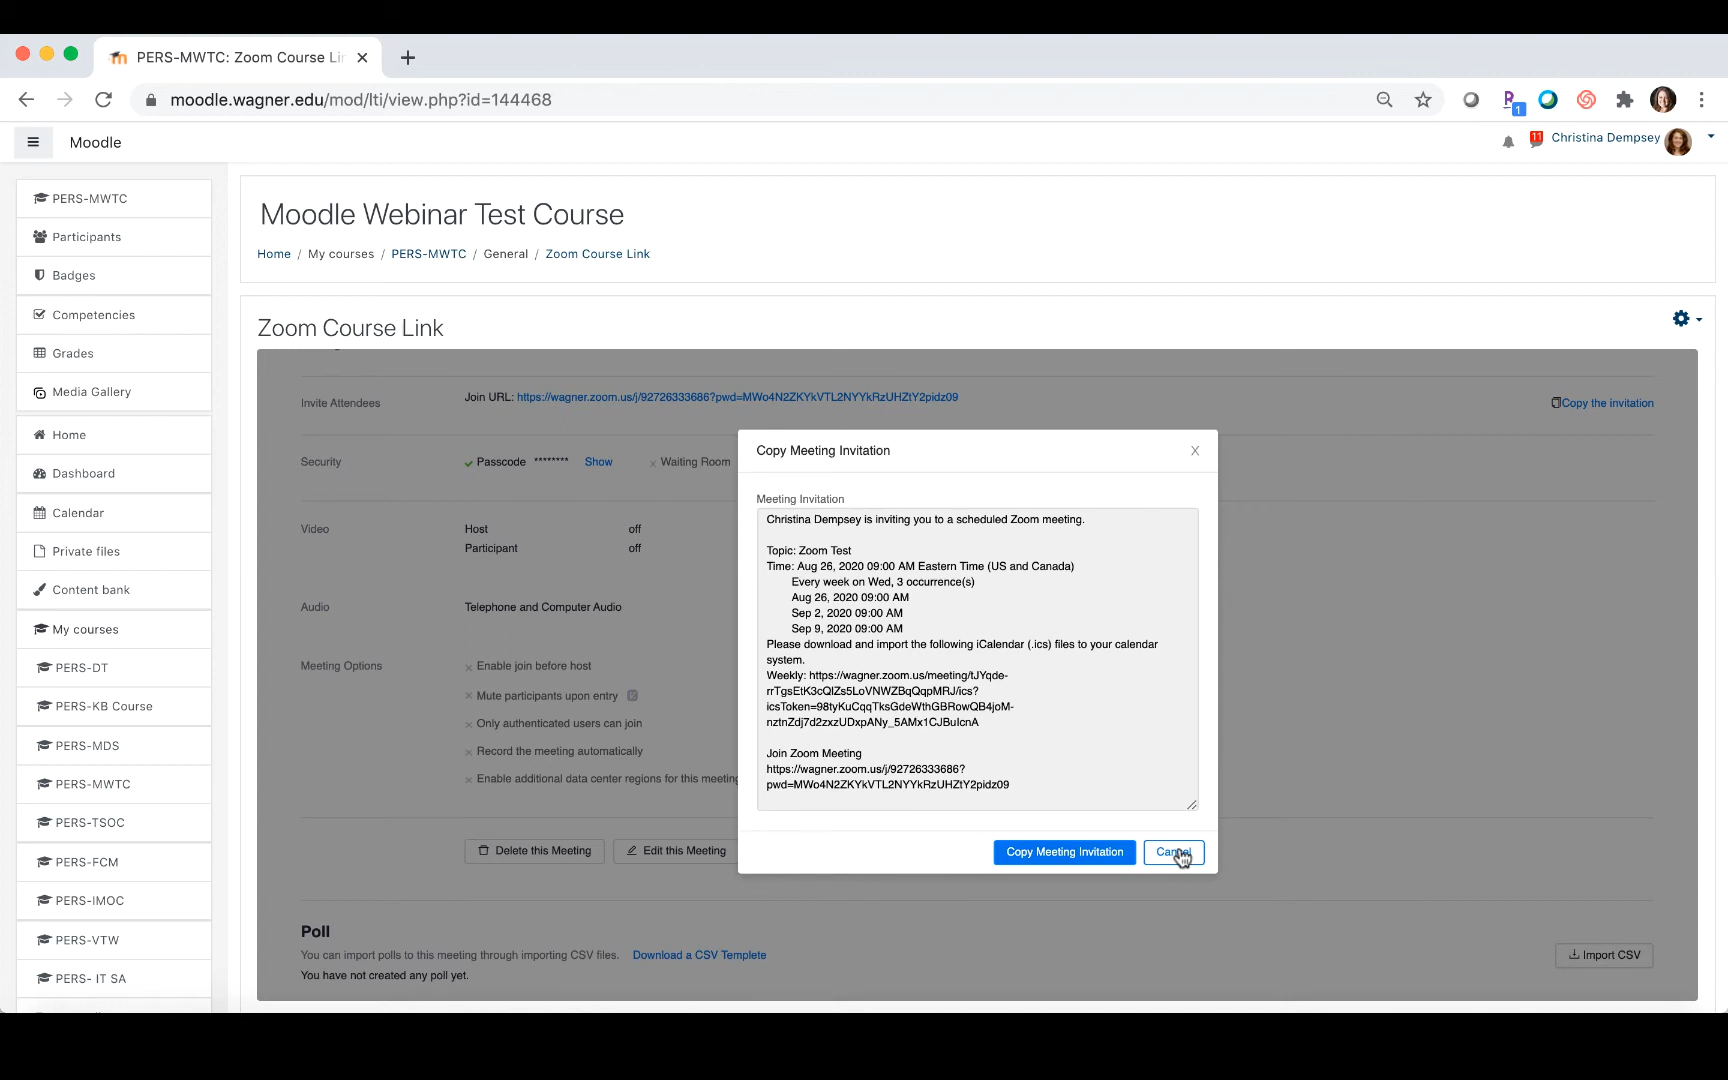 PERS-MWTC: Zoom Course Lin
moodle.wagner.edu/mod/lti/view.php?id=144468
1
Moodle
11
Christina Dempsey
PERS-MWTC
Participants
Badges
Competencies
Grades
Media Gallery
Home
Dashboard
Calendar
Private files
Content bank
My courses
PERS-DT
PERS-KB Course
PERS-MDS
PERS-MWTC
PERS-TSOC
PERS-FCM
PERS-IMOC
PERS-VTW
PERS- IT SA
Moodle Webinar Test Course
Home / My courses / PERS-MWTC / General / Zoom Course Link
Zoom Course Link
Invite Attendees
Join URL: https://wagner.zoom.us/j/92726333686?pwd=MWo4N2ZKYkVTL2NYYkRzUHZtY2pidz09
Copy the invitation
Security
Passcode ******** Show
Waiting Room
Video
Host off
Participant off
Audio
Telephone and Computer Audio
Meeting Options
Enable join before host
Mute participants upon entry
Only authenticated users can join
Record the meeting automatically
Enable additional data center regions for this meeting
Delete this Meeting
Edit this Meeting
Poll
You can import polls to this meeting through importing CSV files. Download a CSV Template
You have not created any poll yet.
Import CSV
Copy Meeting Invitation
X
Meeting Invitation
Christina Dempsey is inviting you to a scheduled Zoom meeting.
Topic: Zoom Test
Time: Aug 26, 2020 09:00 AM Eastern Time (US and Canada)
Every week on Wed, 3 occurrence(s)
Aug 26, 2020 09:00 AM
Sep 2, 2020 09:00 AM
Sep 9, 2020 09:00 AM
Please download and import the following iCalendar (.ics) files to your calendar
system.
Weekly: https://wagner.zoom.us/meeting/tJYqde-
rrTgsEtK3cQIZs5LoVNWZBqQqpMRJ/ics?
icsToken=98tyKuCqqTksGdeWthGBRowQB4joM-
nztnZdj7d2zxzUDxpANy_5AMx1CJBulcnA
Join Zoom Meeting
https://wagner.zoom.us/j/92726333686?
pwd=MWo4N2ZKYkVTL2NYYkRzUHZtY2pidz09
Copy Meeting Invitation
Cancel